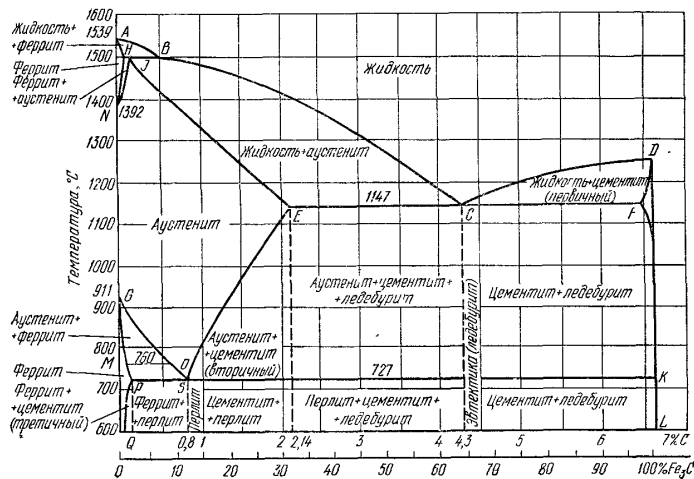 1600
1539
A
Жидкость+
+феррит
H
B
1500
Феррит
J
Феррит+
+аустенит
Жидкость
1400
N
1392
1300
Жидкость+аустенит
D
1200
1147
Жидкость+цементит
(первичный)
E
C
F
1100
Температура, °C
Аустенит
1000
Аустенит+цементит+
+ледебурит
Цементит+ледебурит
911
G
900
Аустенит+
+феррит
Аустенит+
+цементит
(вторичный)
Эвтектика (ледебурит)
800
M
760
O
727
Феррит
700
P
S
K
Феррит+
+цементит
(третичный)
Феррит+
+перлит
Перлит
Цементит+
+перлит
Перлит+цементит+
+ледебурит
Цементит+ледебурит
600
L
0 Q 0,8 1 2 2,14 3 4 4,3 5 6 7%C
0 10 20 30 40 50 60 70 80 90 100%Fe3C